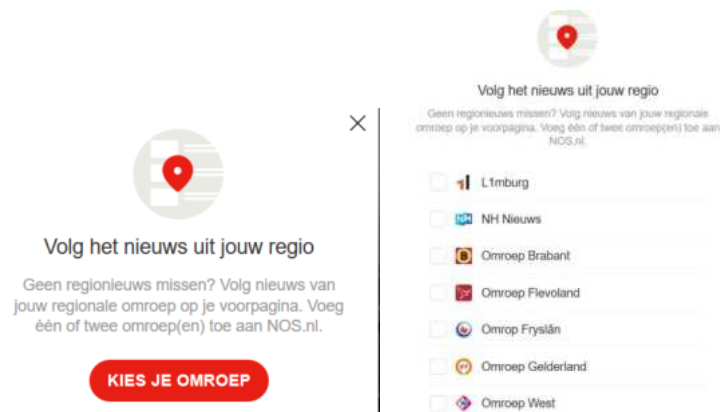 Volg het nieuws uit jouw regio
Geen regionieuws missen? Volg nieuws van
jouw regionale omroep op je voorpagina. Voeg
één of twee omroep(en) toe aan NOS.nl.
KIES JE OMROEP
Volg het nieuws uit jouw regio
Geen regionieuws missen? Volg nieuws van jouw regionale
omroep op je voorpagina. Voeg één of twee omroep(en) toe aan
NOS.nl.
L1mburg
NH Nieuws
Omroep Brabant
Omroep Flevoland
Omrop Fryslân
Omroep Gelderland
Omroep West